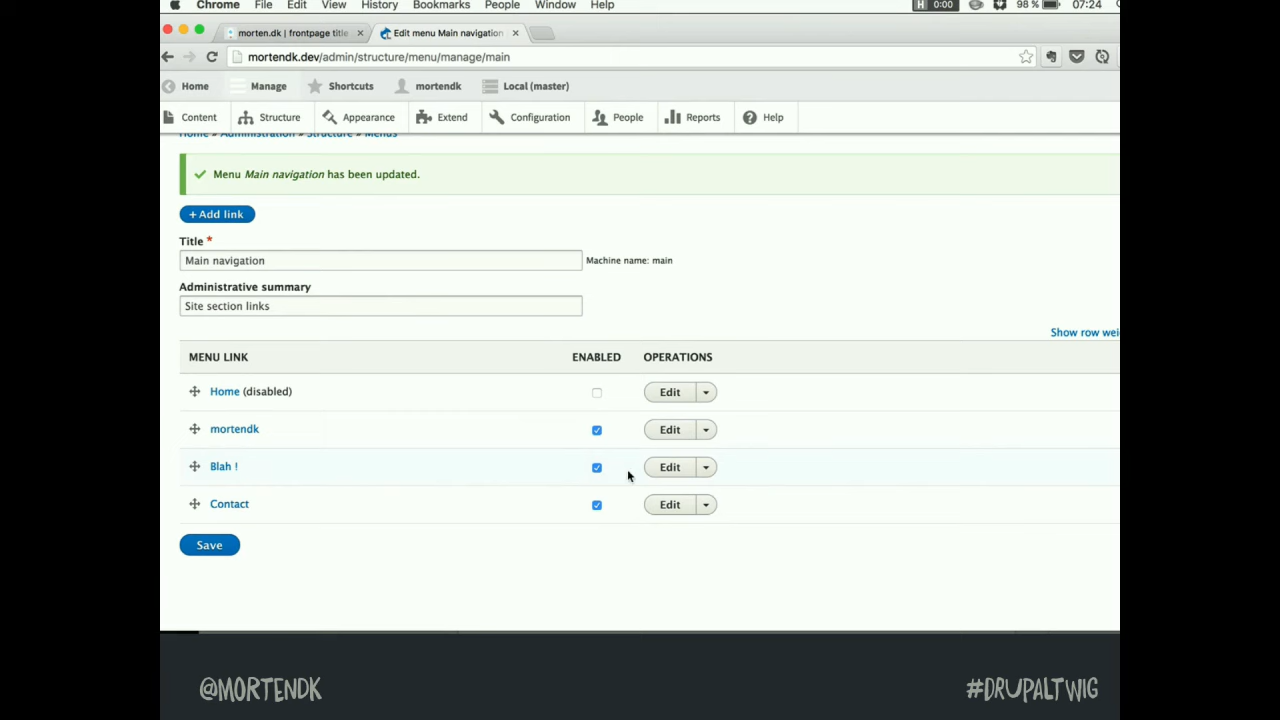 Chrome File Edit View History Bookmarks People Window Help H 0:00 98 % 07:24
morten.dk | frontpage title Edit menu Main navigation
mortendk.dev/admin/structure/menu/manage/main
Home Manage Shortcuts mortendk Local (master)
Content Structure Appearance Extend Configuration People Reports Help
Home » Administration » Structure » Menus
Menu Main navigation has been updated.
+ Add link
Title *
Main navigation Machine name: main
Administrative summary
Site section links
Show row wei
MENU LINK ENABLED OPERATIONS
Home (disabled) Edit
mortendk Edit
Blah ! Edit
Contact Edit
Save
@MORTENDK #DRUPALTWIG